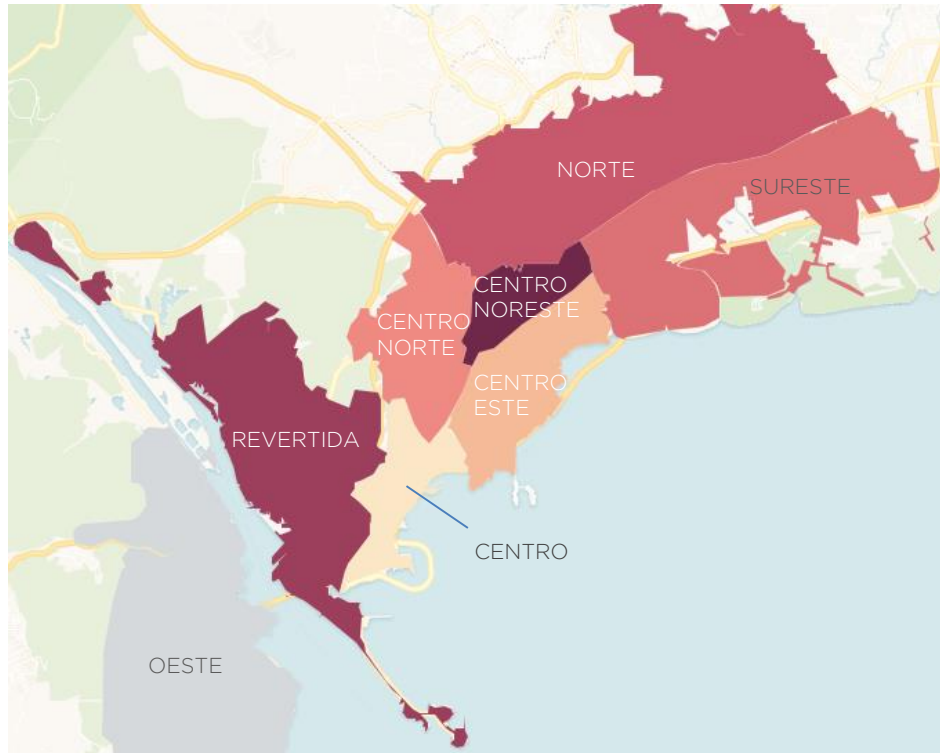 NORTE
SURESTE
CENTRO
NORESTE
CENTRO
NORTE
CENTRO
ESTE
REVERTIDA
CENTRO
OESTE